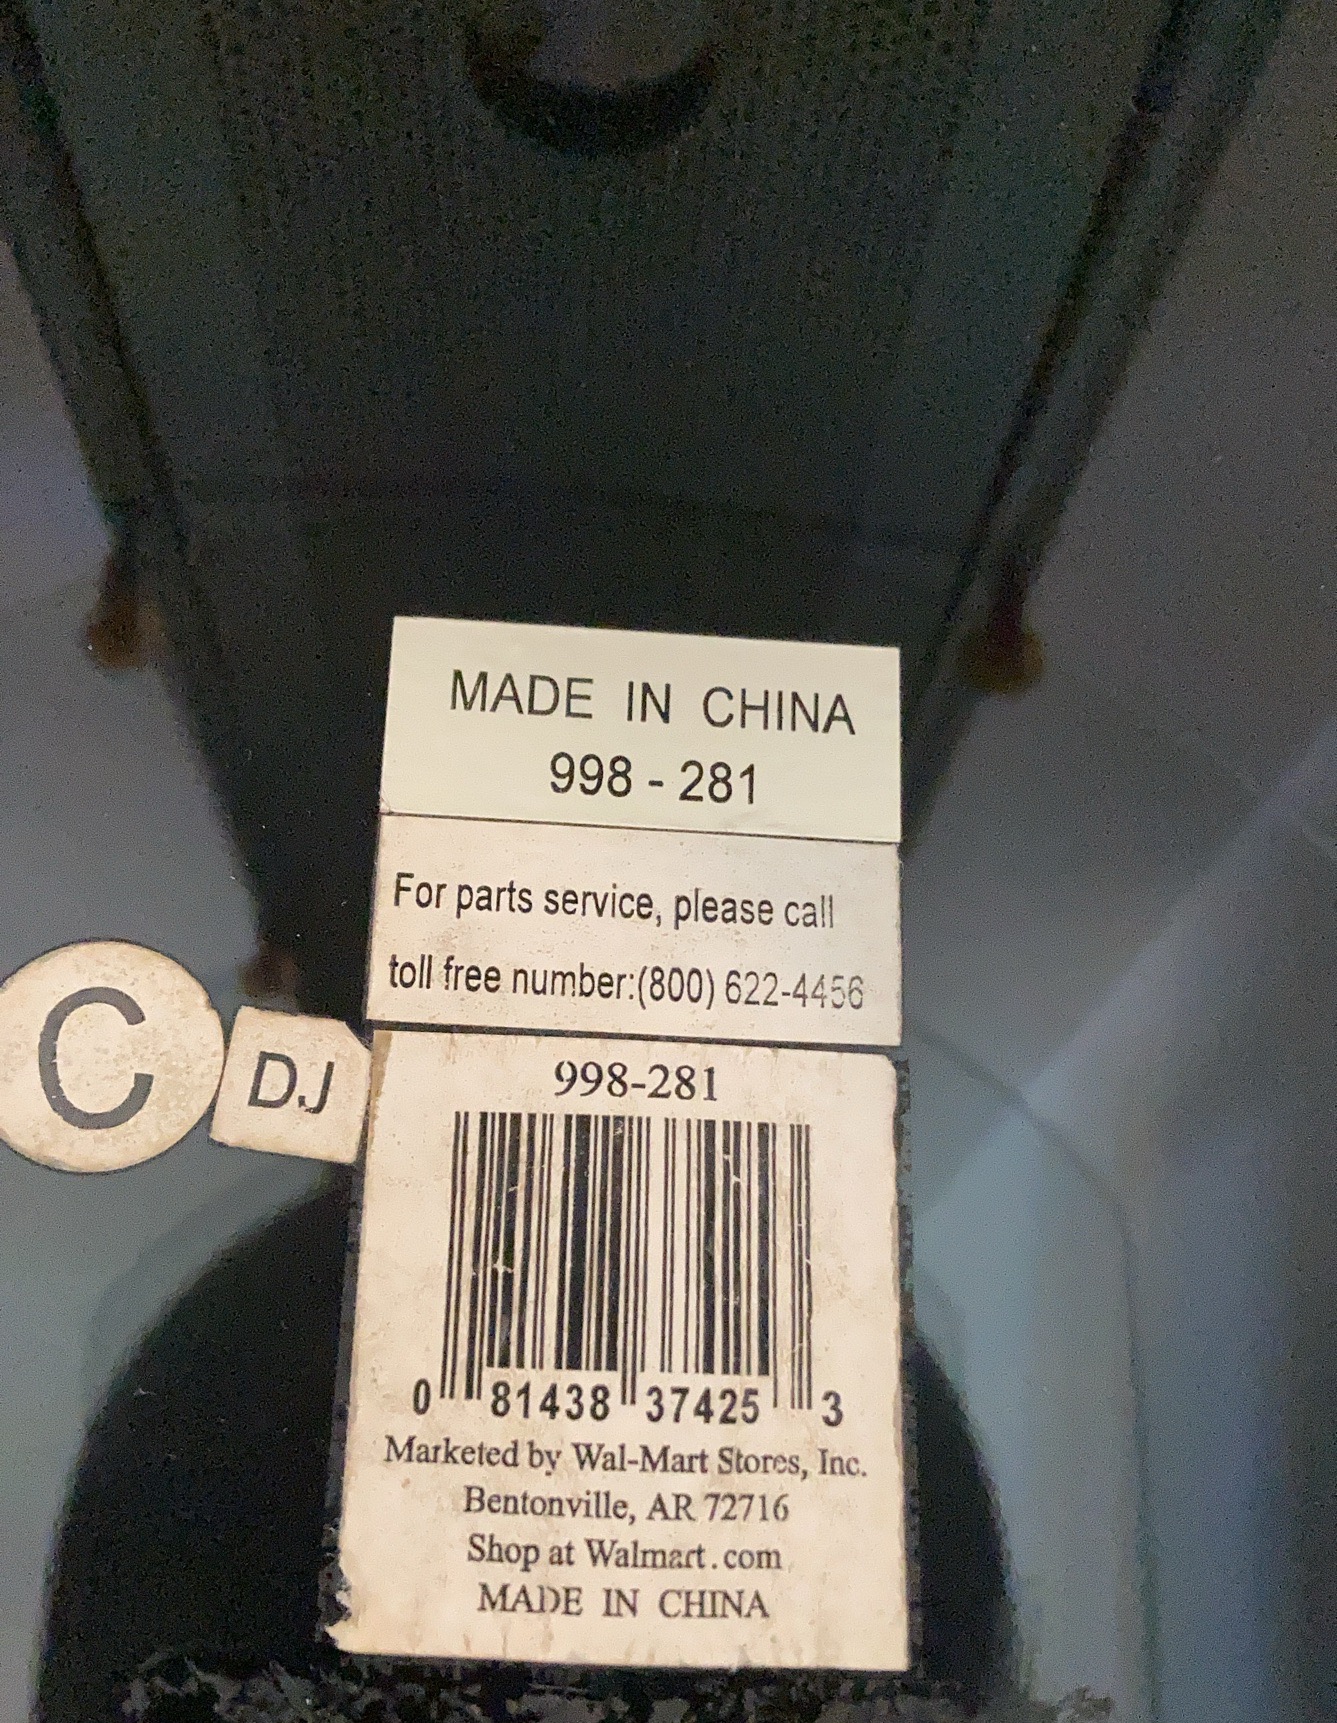 MADE IN CHINA
998 - 281
For parts service, please call
toll free number:(800) 622-4456
C
DJ
998-281
0 81438 37425 3
Marketed by Wal-Mart Stores, Inc.
Bentonville, AR 72716
Shop at Walmart.com
MADE IN CHINA